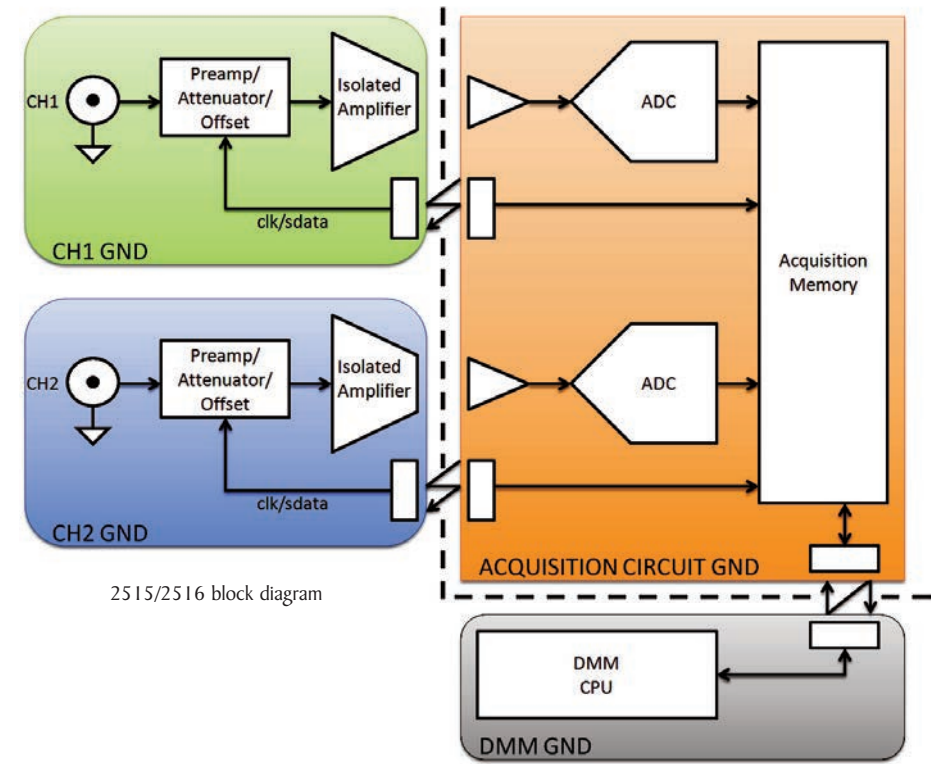 CH1
Preamp/
Attenuator/
Offset
Isolated
Amplifier
clk/sdata
CH1 GND
ADC
Acquisition
Memory
CH2
Preamp/
Attenuator/
Offset
Isolated
Amplifier
clk/sdata
CH2 GND
ADC
ACQUISITION CIRCUIT GND
2515/2516 block diagram
DMM
CPU
DMM GND